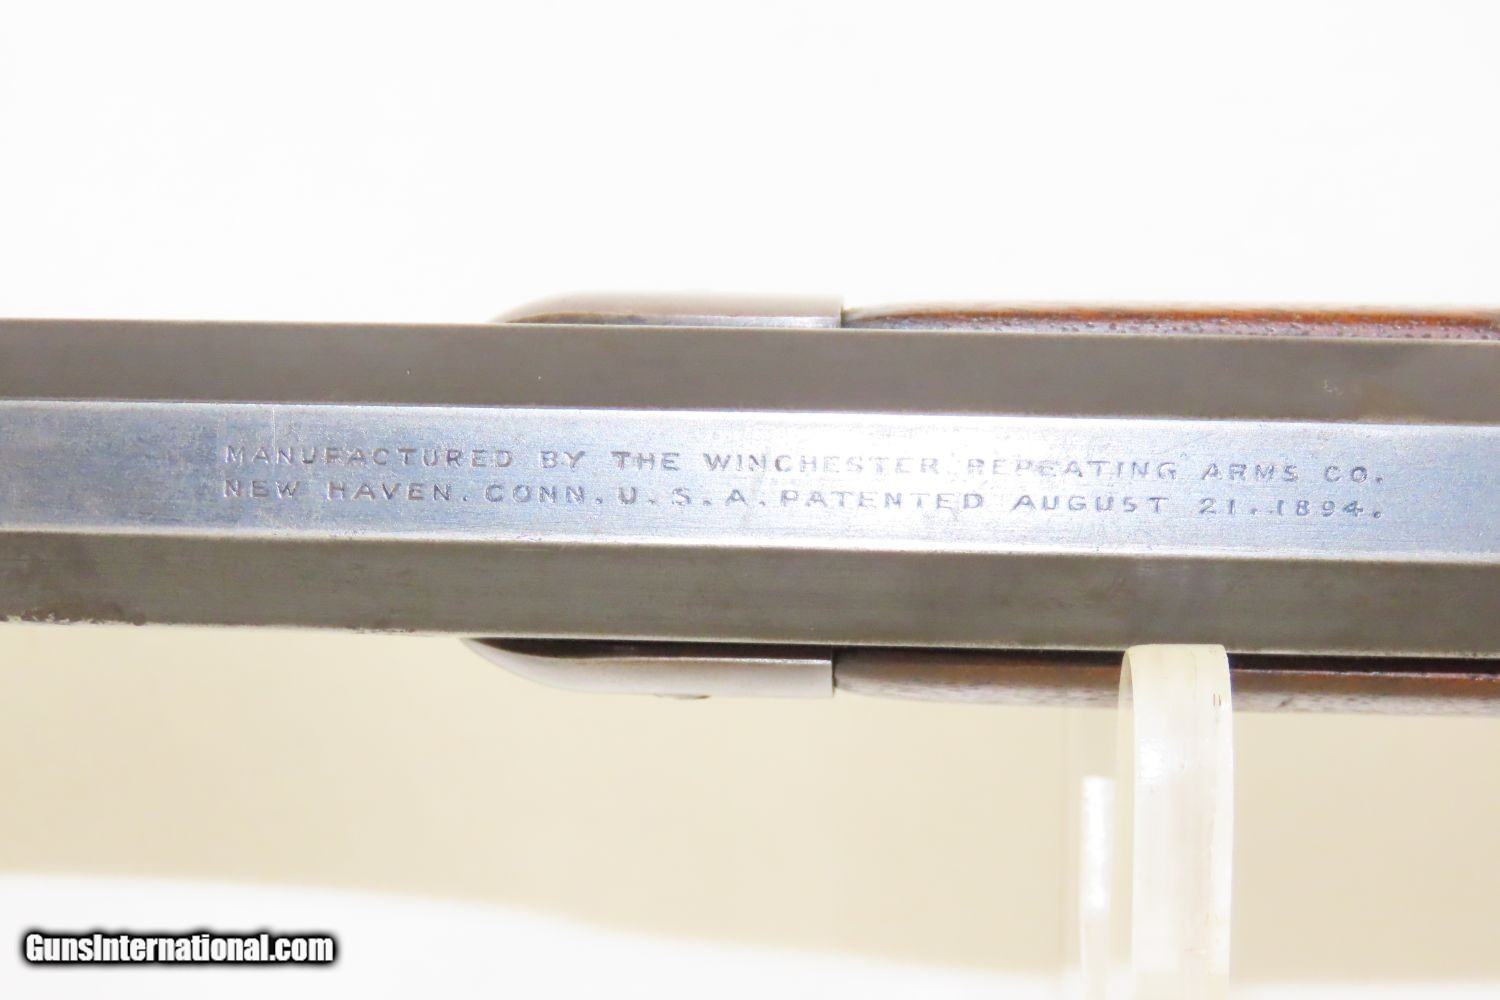 MANUFACTURED BY THE WINCHESTER REPEATING ARMS CO.
NEW HAVEN. CONN. U. S. A. PATENTED AUGUST 21. 1894.
GunsInternational.com